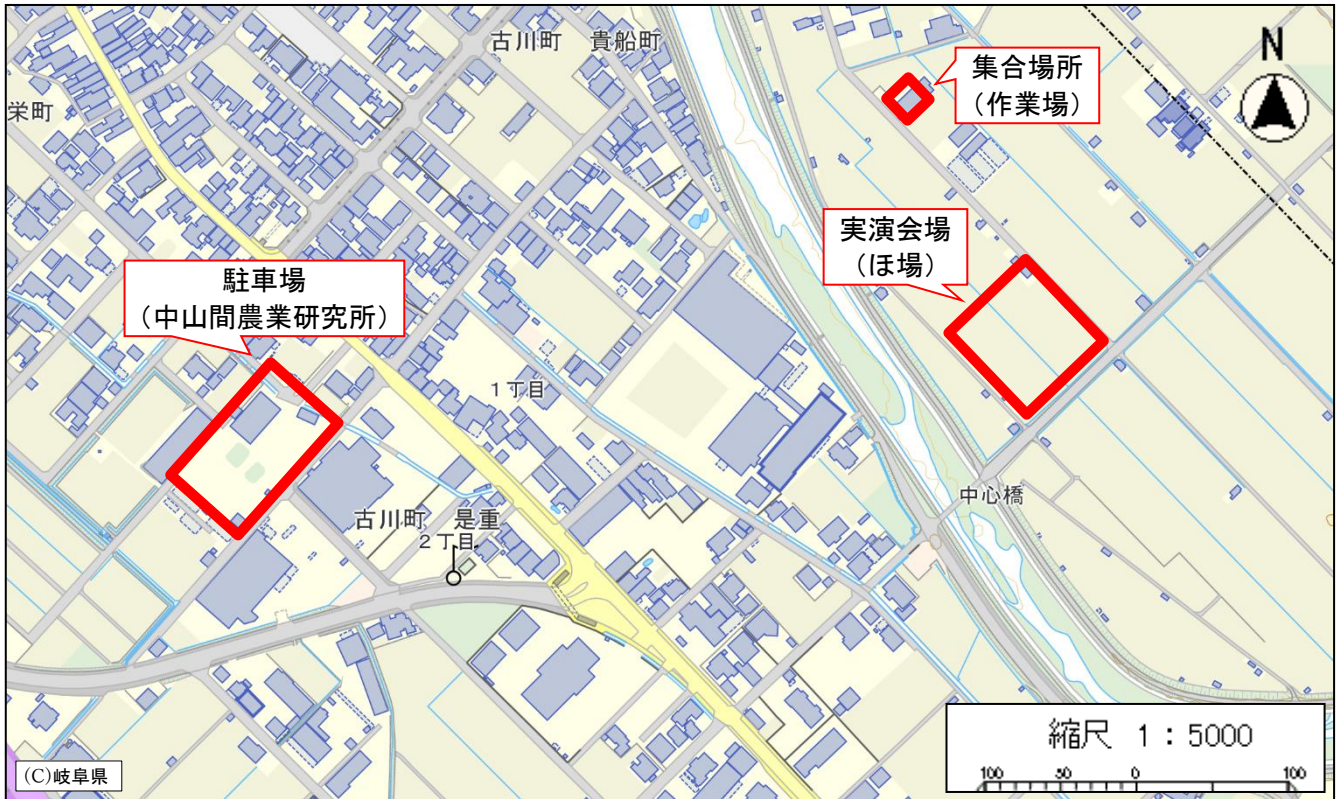 古川町 貴船町
N
集合場所
（作業場）
栄町
実演会場
（ほ場）
駐車場
（中山間農業研究所）
1丁目
中心橋
古川町 是重
2丁目
縮尺 1：5000
100 50 0 100
(C)岐阜県